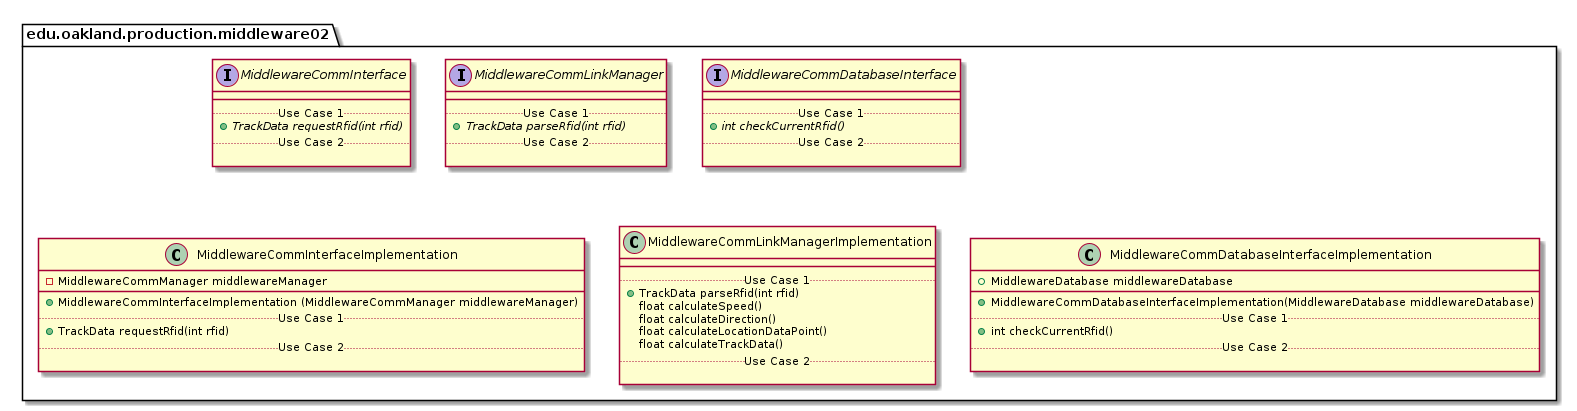 edu.oakland.production.middleware02
I MiddlewareCommInterface
Use Case 1
TrackData requestRfid(int rfid)
Use Case 2
I MiddlewareCommLinkManager
Use Case 1
TrackData parseRfid(int rfid)
Use Case 2
I MiddlewareCommDatabaseInterface
Use Case 1
int checkCurrentRfid()
Use Case 2
C MiddlewareCommInterfaceImplementation
MiddlewareCommManager middlewareManager
MiddlewareCommInterfaceImplementation (MiddlewareCommManager middlewareManager)
Use Case 1
TrackData requestRfid(int rfid)
Use Case 2
C MiddlewareCommLinkManagerImplementation
Use Case 1
TrackData parseRfid(int rfid)
float calculateSpeed()
float calculateDirection()
float calculateLocationDataPoint()
float calculateTrackData()
Use Case 2
C MiddlewareCommDatabaseInterfaceImplementation
MiddlewareDatabase middlewareDatabase
MiddlewareCommDatabaseInterfaceImplementation(MiddlewareDatabase middlewareDatabase)
Use Case 1
int checkCurrentRfid()
Use Case 2